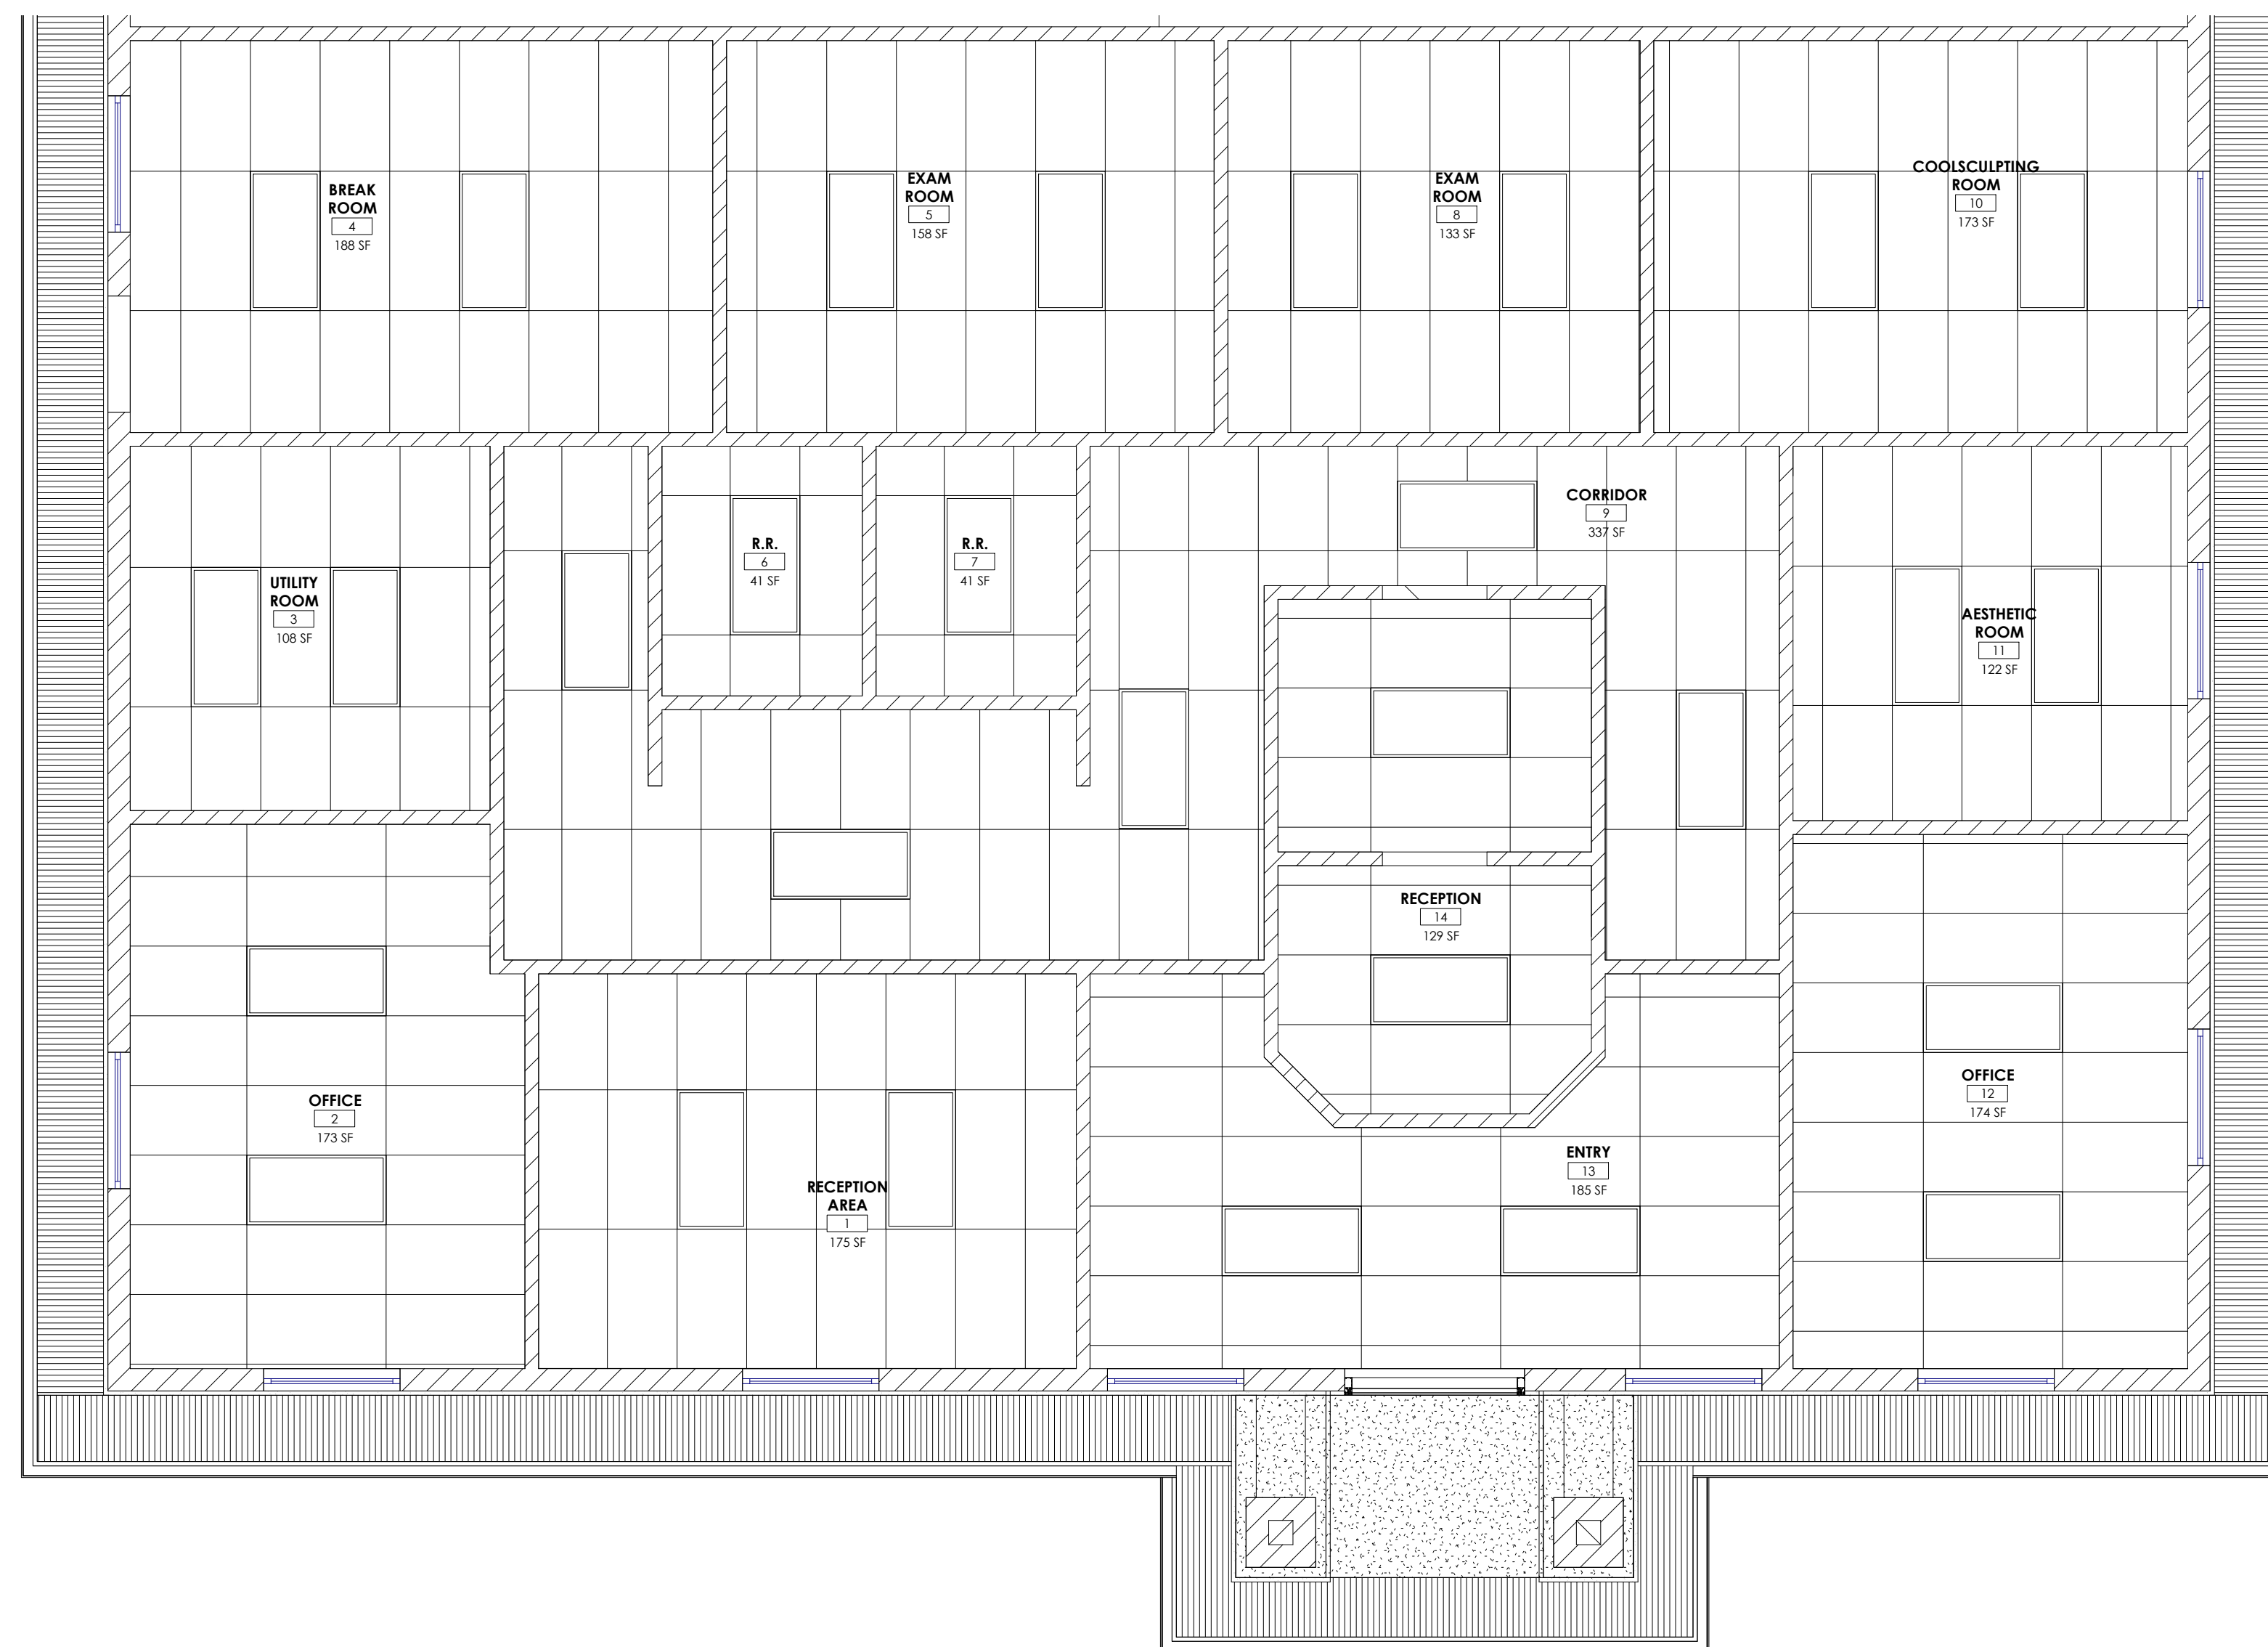 BREAK
ROOM
4
188 SF
EXAM
ROOM
5
158 SF
EXAM
ROOM
8
133 SF
COOLSCULPTING
ROOM
10
173 SF
UTILITY
ROOM
3
108 SF
R.R.
6
41 SF
R.R.
7
41 SF
CORRIDOR
9
337 SF
AESTHETIC
ROOM
11
122 SF
RECEPTION
14
129 SF
OFFICE
2
173 SF
RECEPTION
AREA
1
175 SF
ENTRY
13
185 SF
OFFICE
12
174 SF